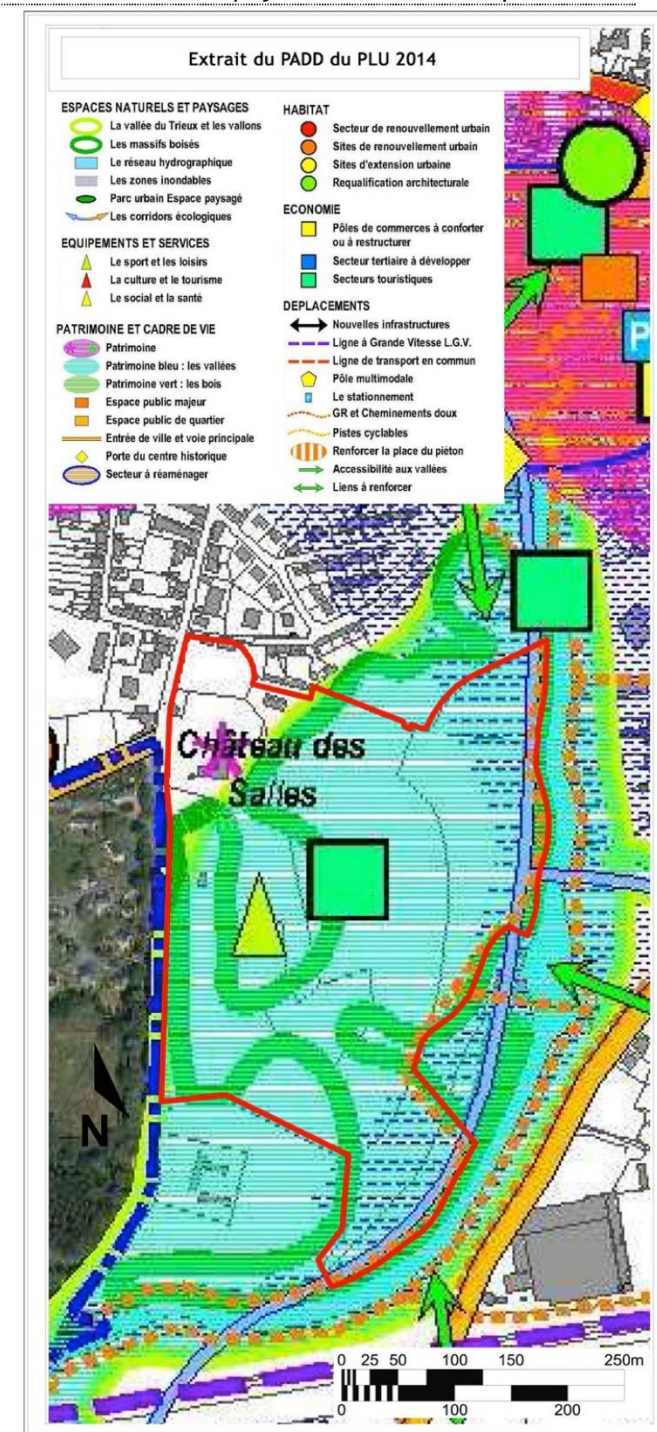 Extrait du PADD du PLU 2014
ESPACES NATURELS ET PAYSAGES
La vallée du Trieux et les vallons
Les massifs boisés
Le réseau hydrographique
Les zones inondables
Parc urbain Espace paysagé
Les corridors écologiques
EQUIPEMENTS ET SERVICES
Le sport et les loisirs
La culture et le tourisme
Le social et la santé
PATRIMOINE ET CADRE DE VIE
Patrimoine
Patrimoine bleu : les vallées
Patrimoine vert : les bois
Espace public majeur
Espace public de quartier
Entrée de ville et voie principale
Porte du centre historique
Secteur à réaménager
HABITAT
Secteur de renouvellement urbain
Sites de renouvellement urbain
Sites d'extension urbaine
Requalification architecturale
ECONOMIE
Pôles de commerces à conforter
ou à restructurer
Secteur tertiaire à développer
Secteurs touristiques
DEPLACEMENTS
Nouvelles infrastructures
Ligne à Grande Vitesse L.G.V.
Ligne de transport en commun
Pôle multimodale
P
Le stationnement
GR et Cheminements doux
Pistes cyclables
Renforcer la place du piéton
Accessibilité aux vallées
Liens à renforcer
P
Château des
Salles
N
0 25 50 100 150 250m
0 100 200